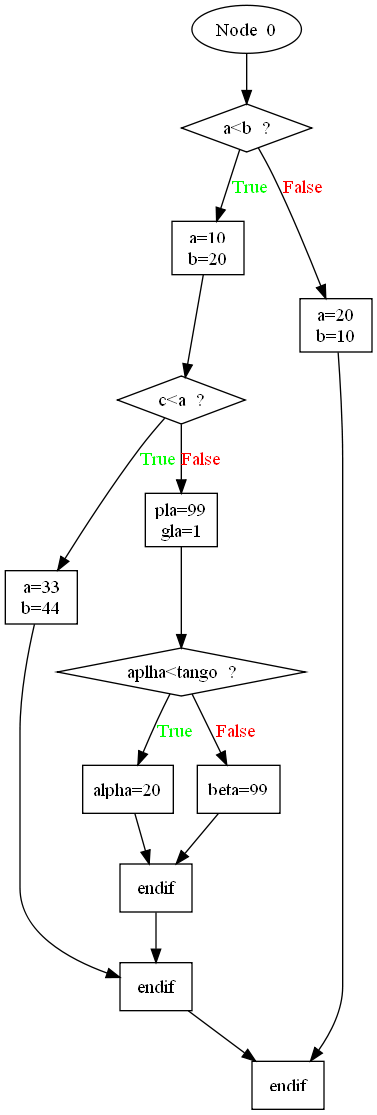 Node 0
a<b ?
True
False
a=10
b=20
a=20
b=10
c<a ?
True
False
pla=99
gla=1
a=33
b=44
aplha<tango ?
True
False
alpha=20
beta=99
endif
endif
endif